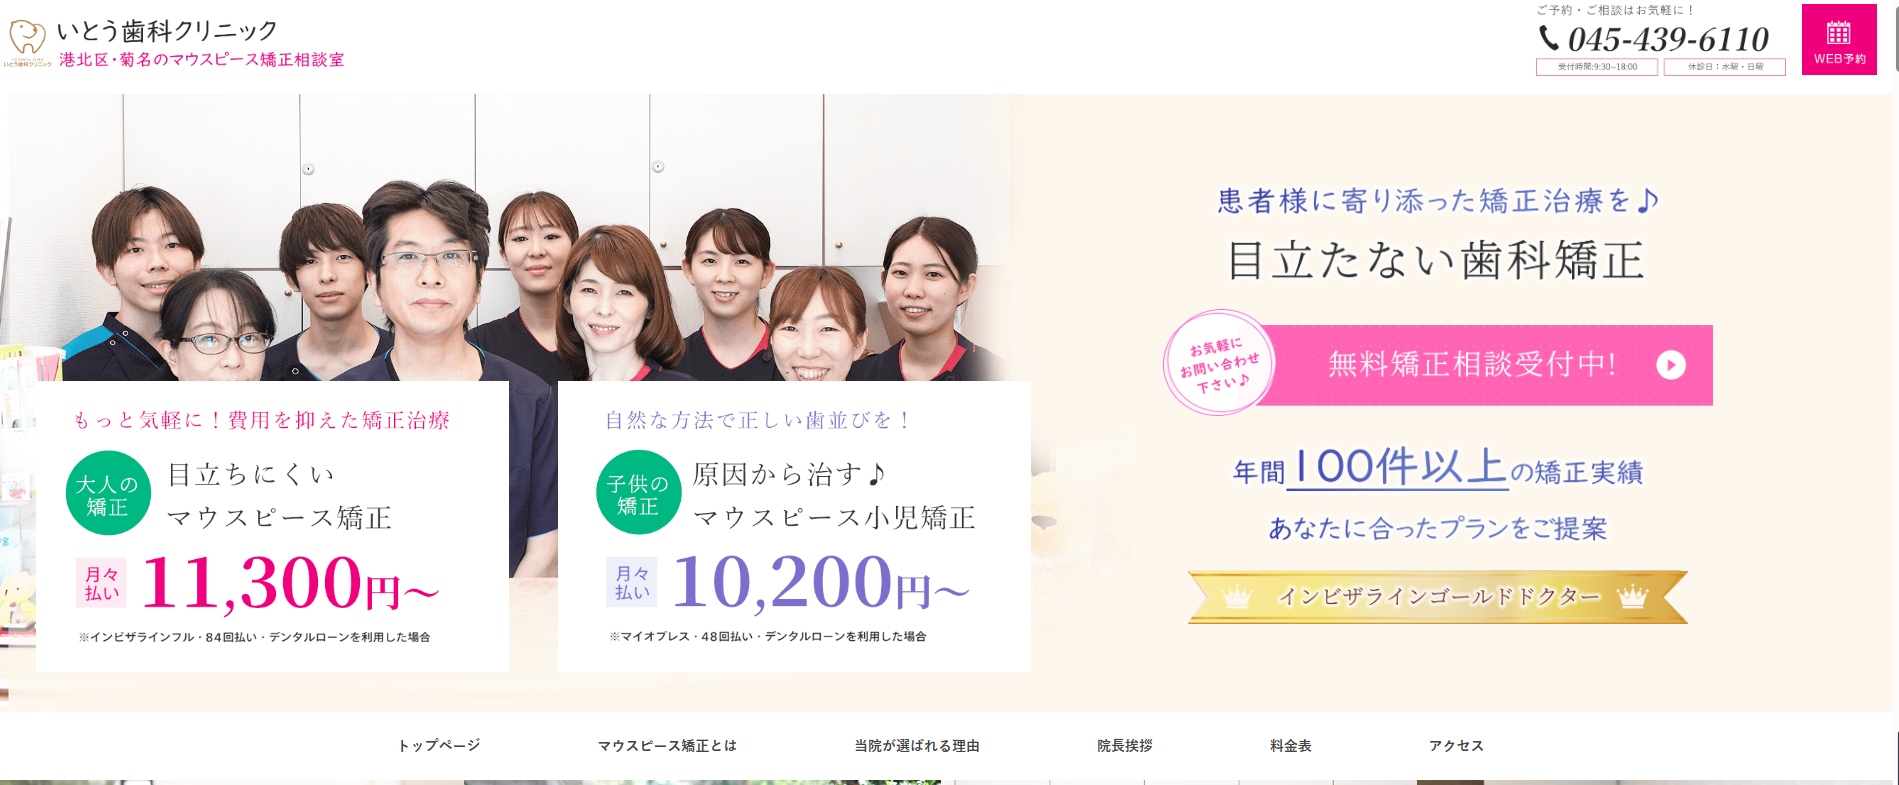 いとう歯科クリニック
港北区・菊名のマウスピース矯正相談室
いとう歯科クリニック
ご予約・ご相談はお気軽に！
045-439-6110
受付時間:9:30~18:00
休診日：水曜・日曜
WEB予約
患者様に寄り添った矯正治療を♪
目立たない歯科矯正
お気軽に
お問い合わせ
下さい♪
無料矯正相談受付中!
年間100件以上の矯正実績
あなたに合ったプランをご提案
インビザラインゴールドドクター
もっと気軽に！費用を抑えた矯正治療
大人の
矯正
目立ちにくい
マウスピース矯正
月々
払い
11,300円～
※インビザラインフル・84回払い・デンタルローンを利用した場合
自然な方法で正しい歯並びを！
子供の
矯正
原因から治す♪
マウスピース小児矯正
月々
払い
10,200円～
※マイオブレス・48回払い・デンタルローンを利用した場合
トップページ
マウスピース矯正とは
当院が選ばれる理由
院長挨拶
料金表
アクセス